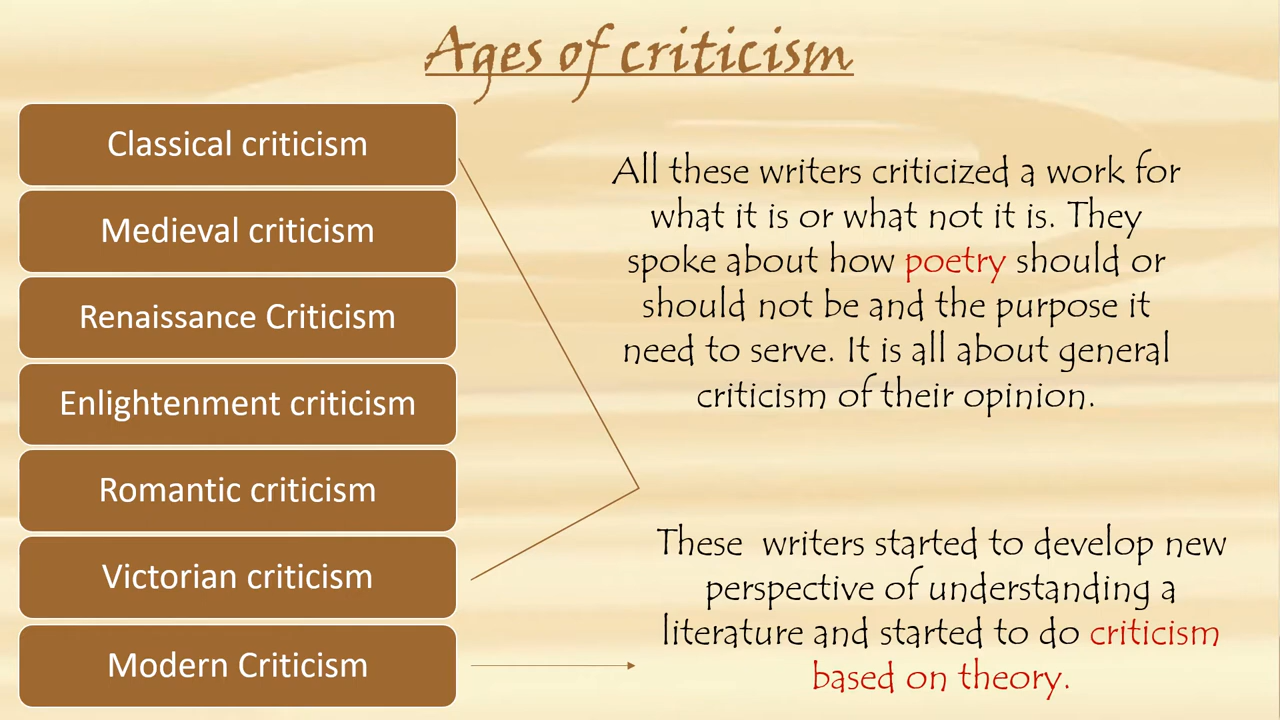 Ages of criticism
Classical criticism
Medieval criticism
Renaissance Criticism
Enlightenment criticism
Romantic criticism
Victorian criticism
Modern Criticism
All these writers criticized a work for
what it is or what not it is. They
spoke about how poetry should or
should not be and the purpose it
need to serve. It is all about general
criticism of their opinion.
These writers started to develop new
perspective of understanding a
literature and started to do criticism
based on theory.